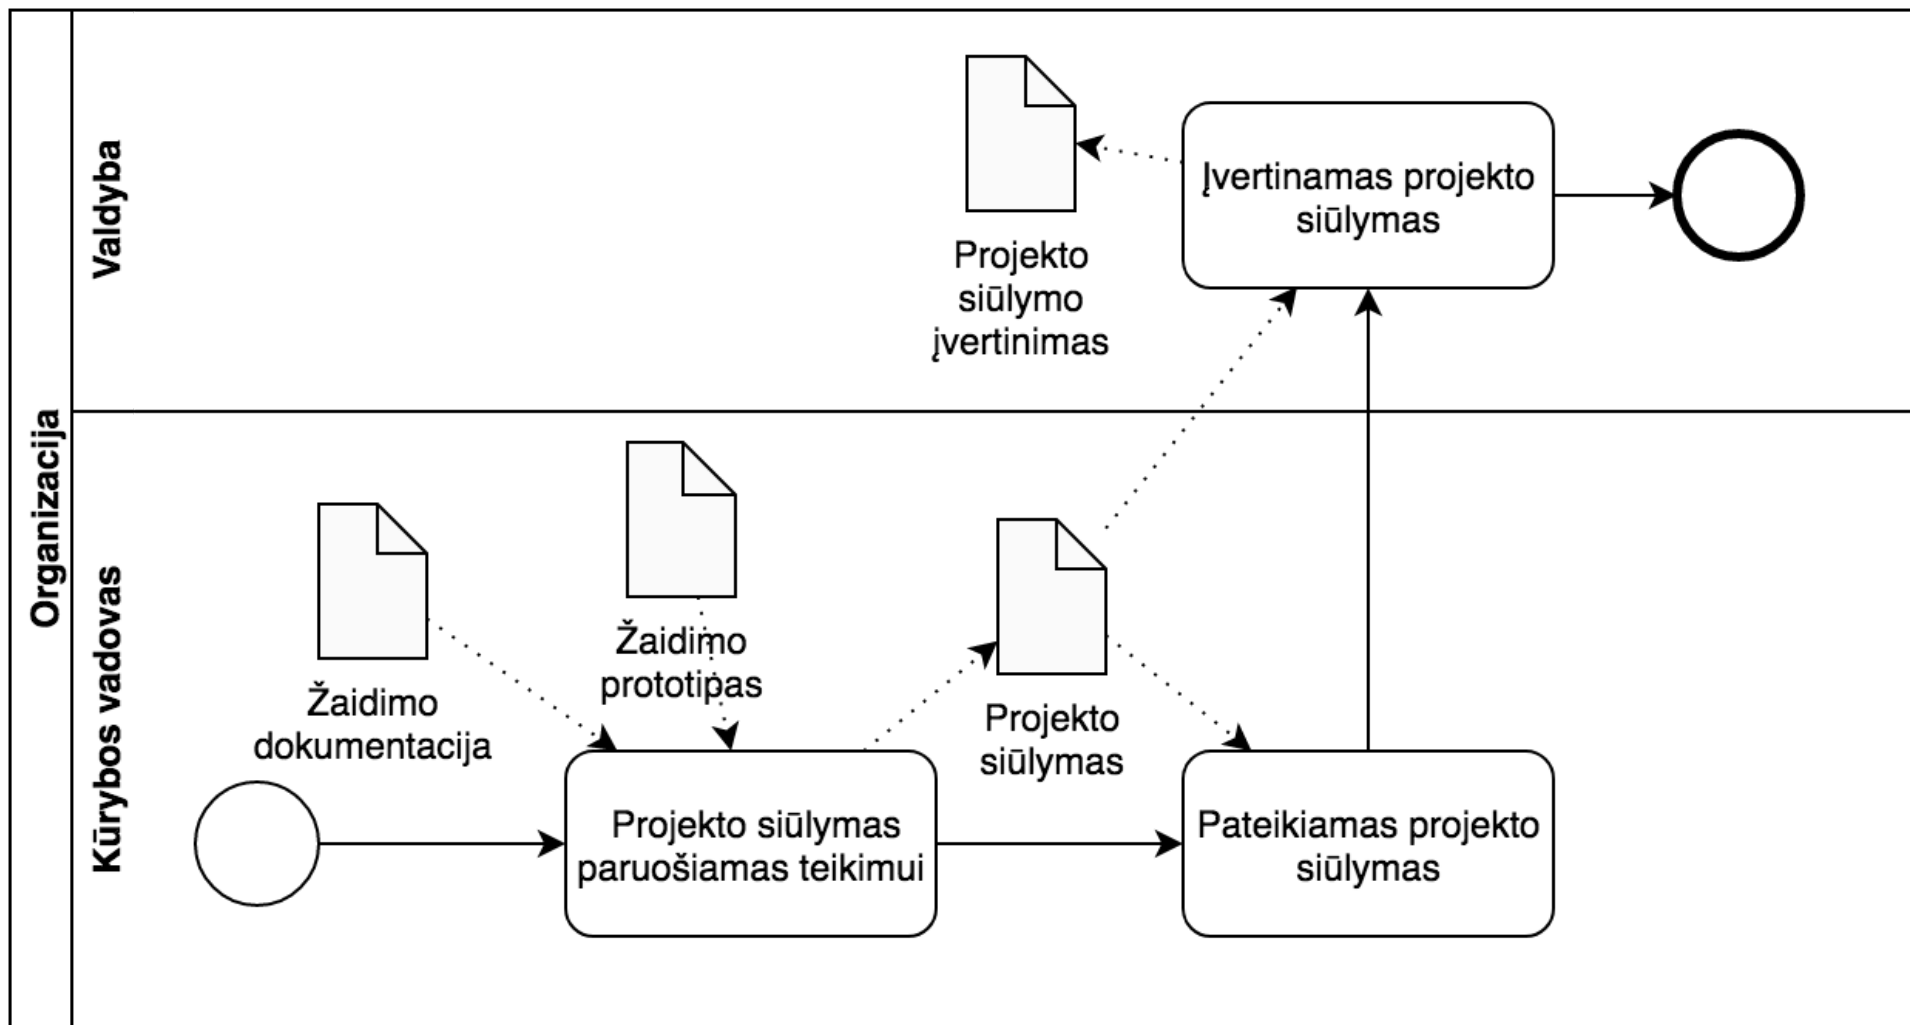 Organizacija
Valdyba
Projekto
siūlymo
įvertinimas
Įvertinamas projekto
siūlymas
Kūrybos vadovas
Žaidimo
dokumentacija
Žaidimo
prototipas
Projekto
siūlymas
Projekto siūlymas
paruošiamas teikimui
Pateikiamas projekto
siūlymas